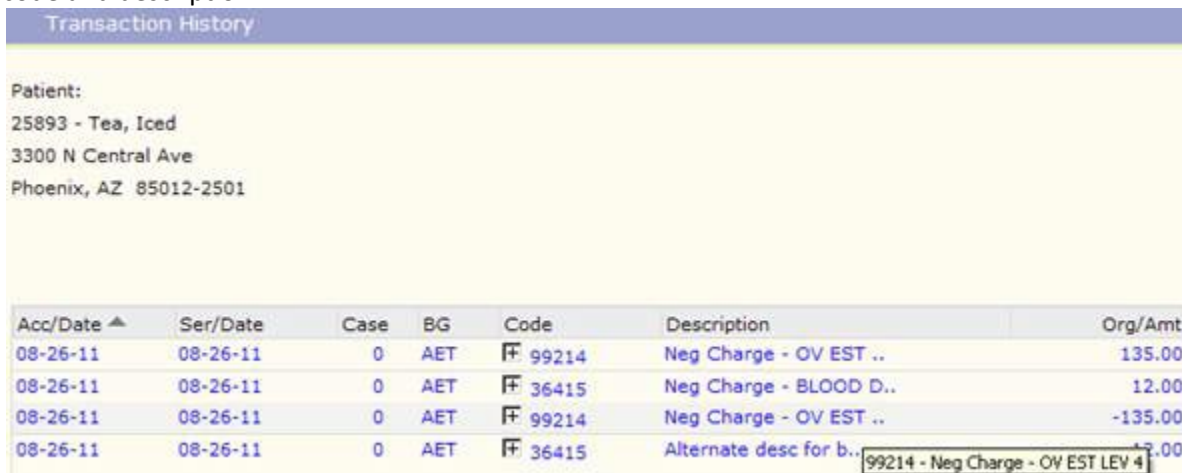 Transaction History
Patient:
25893 - Tea, Iced
3300 N Central Ave
Phoenix, AZ 85012-2501
Acc/Date Ser/Date Case BG Code Description Org/Amt
08-26-11 08-26-11 0 AET 99214 Neg Charge - OV EST .. 135.00
08-26-11 08-26-11 0 AET 36415 Neg Charge - BLOOD D.. 12.00
08-26-11 08-26-11 0 AET 99214 Neg Charge - OV EST .. -135.00
08-26-11 08-26-11 0 AET 36415 Alternate desc for b..
99214 - Neg Charge - OV EST LEV 4